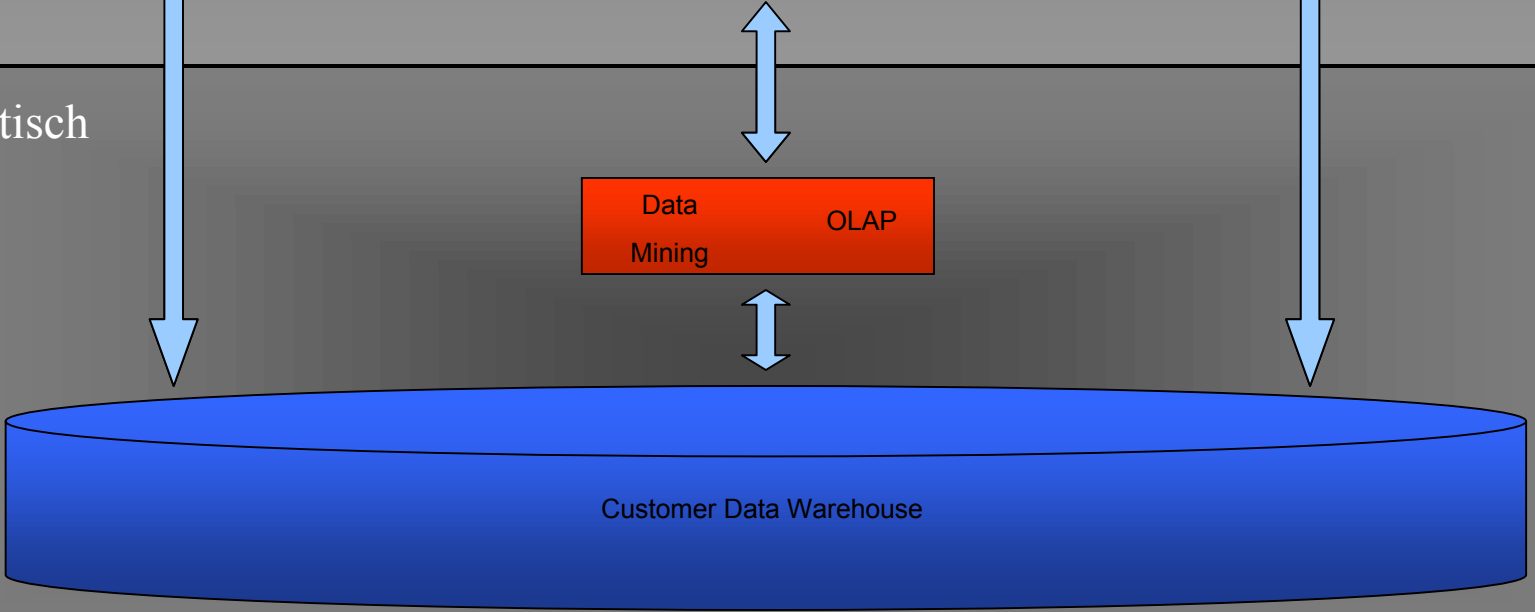 tisch
Data
Mining
OLAP
Customer Data Warehouse